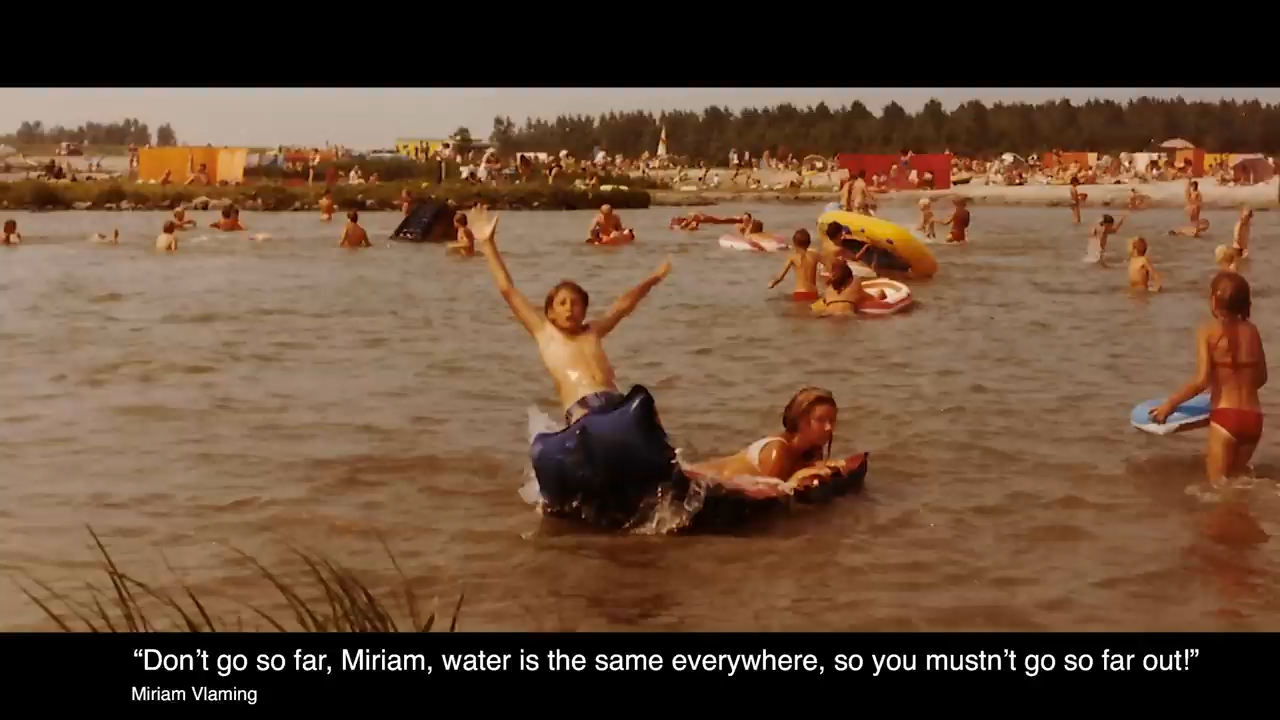 “Don’t go so far, Miriam, water is the same everywhere, so you mustn’t go so far out!”
Miriam Vlaming